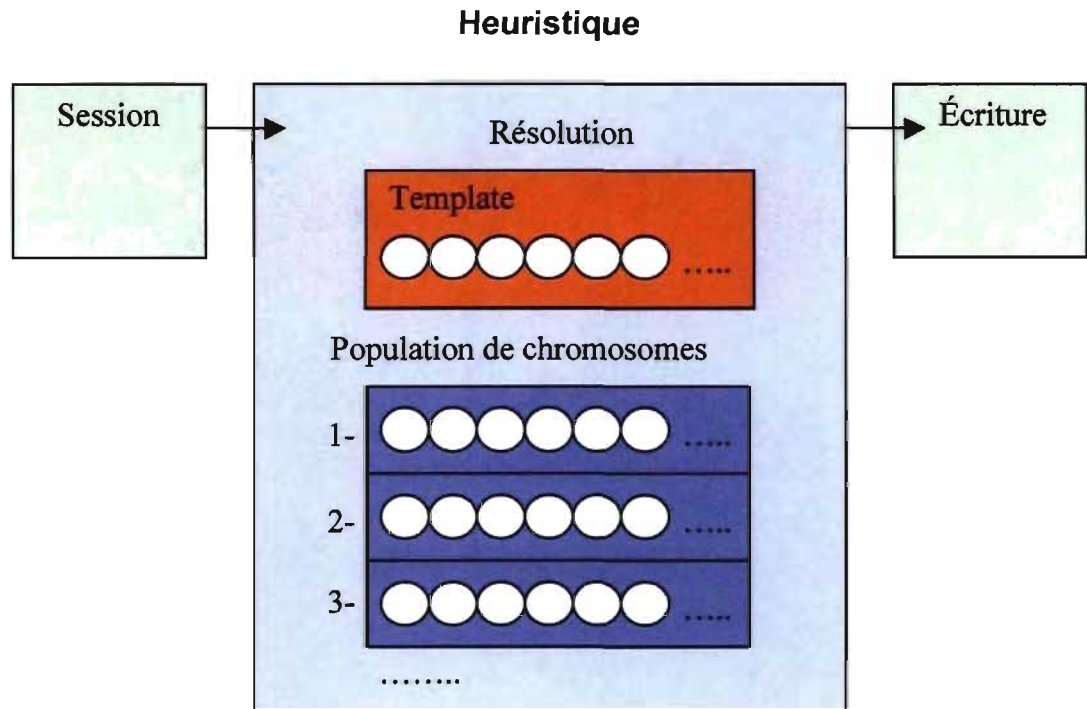 Heuristique
Session
Résolution
Écriture
Template
.....
Population de chromosomes
1- .....
2- .....
3- .....
........